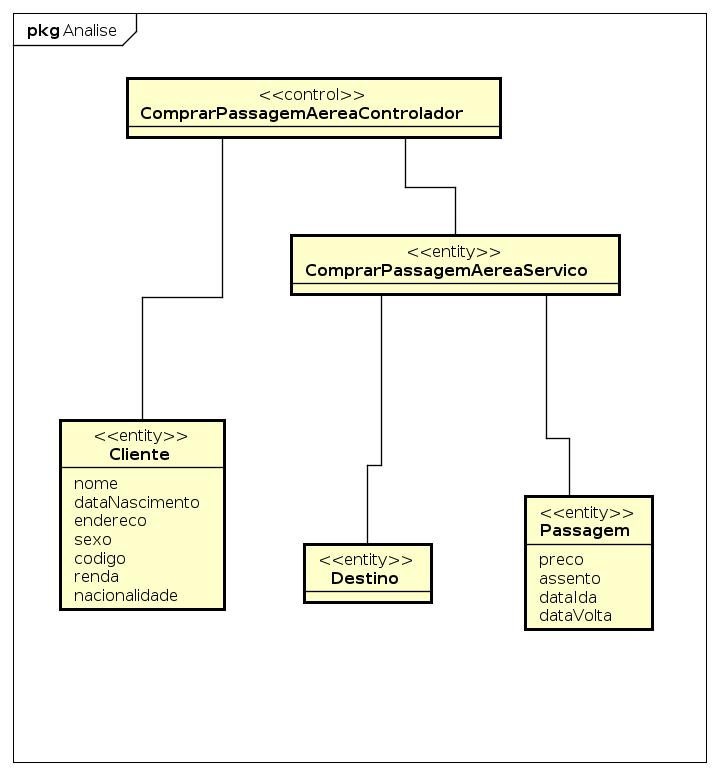 pkg Analise
<<control>>
ComprarPassagemAereaControlador
<<entity>>
ComprarPassagemAereaServico
<<entity>>
Cliente
nome
dataNascimento
endereco
sexo
codigo
renda
nacionalidade
<<entity>>
Destino
<<entity>>
Passagem
preco
assento
dataIda
dataVolta